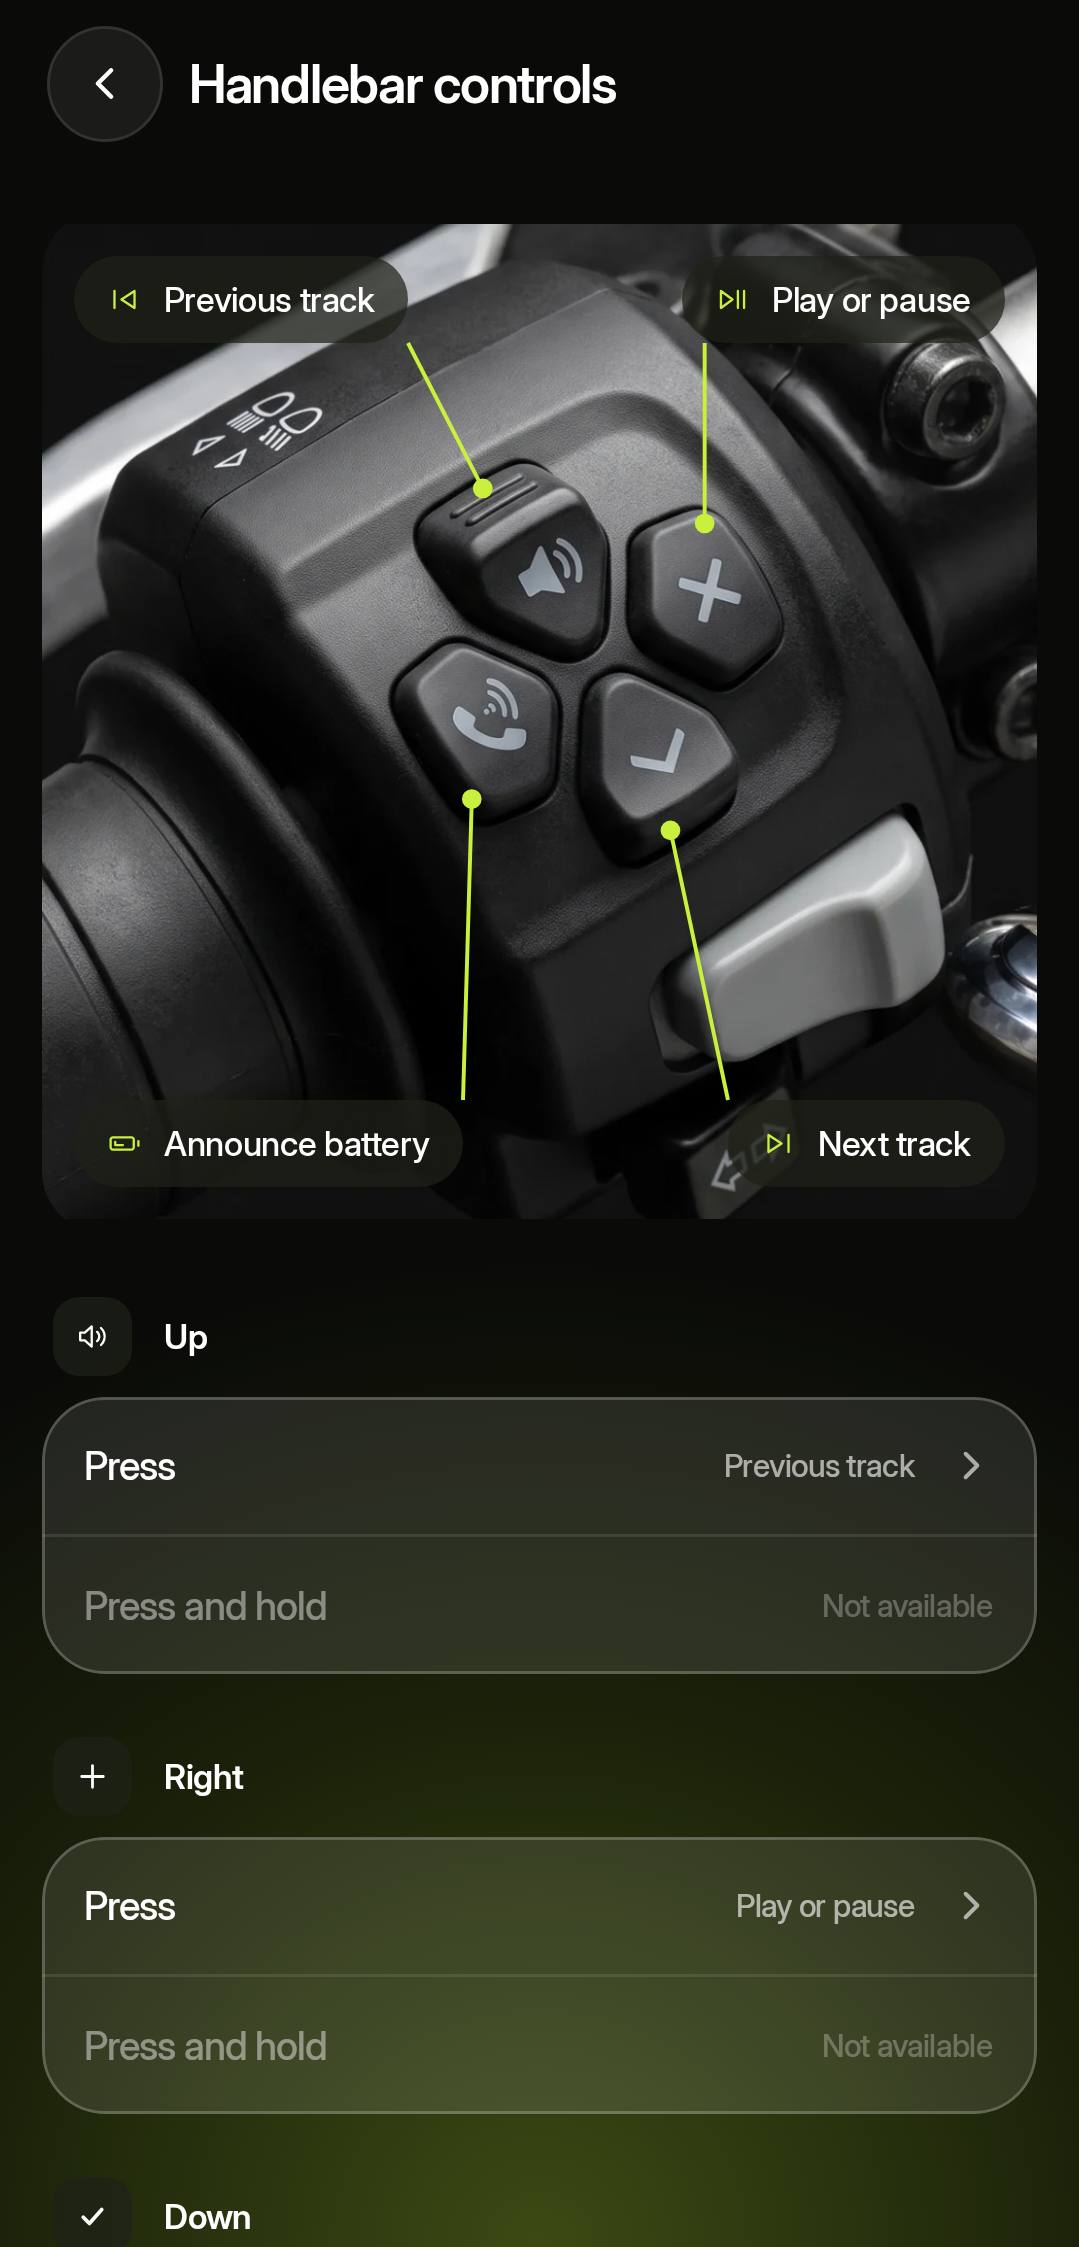 Handlebar controls
Previous track
Play or pause
Announce battery
Next track
Up
Press
Previous track
Press and hold
Not available
Right
Press
Play or pause
Press and hold
Not available
Down